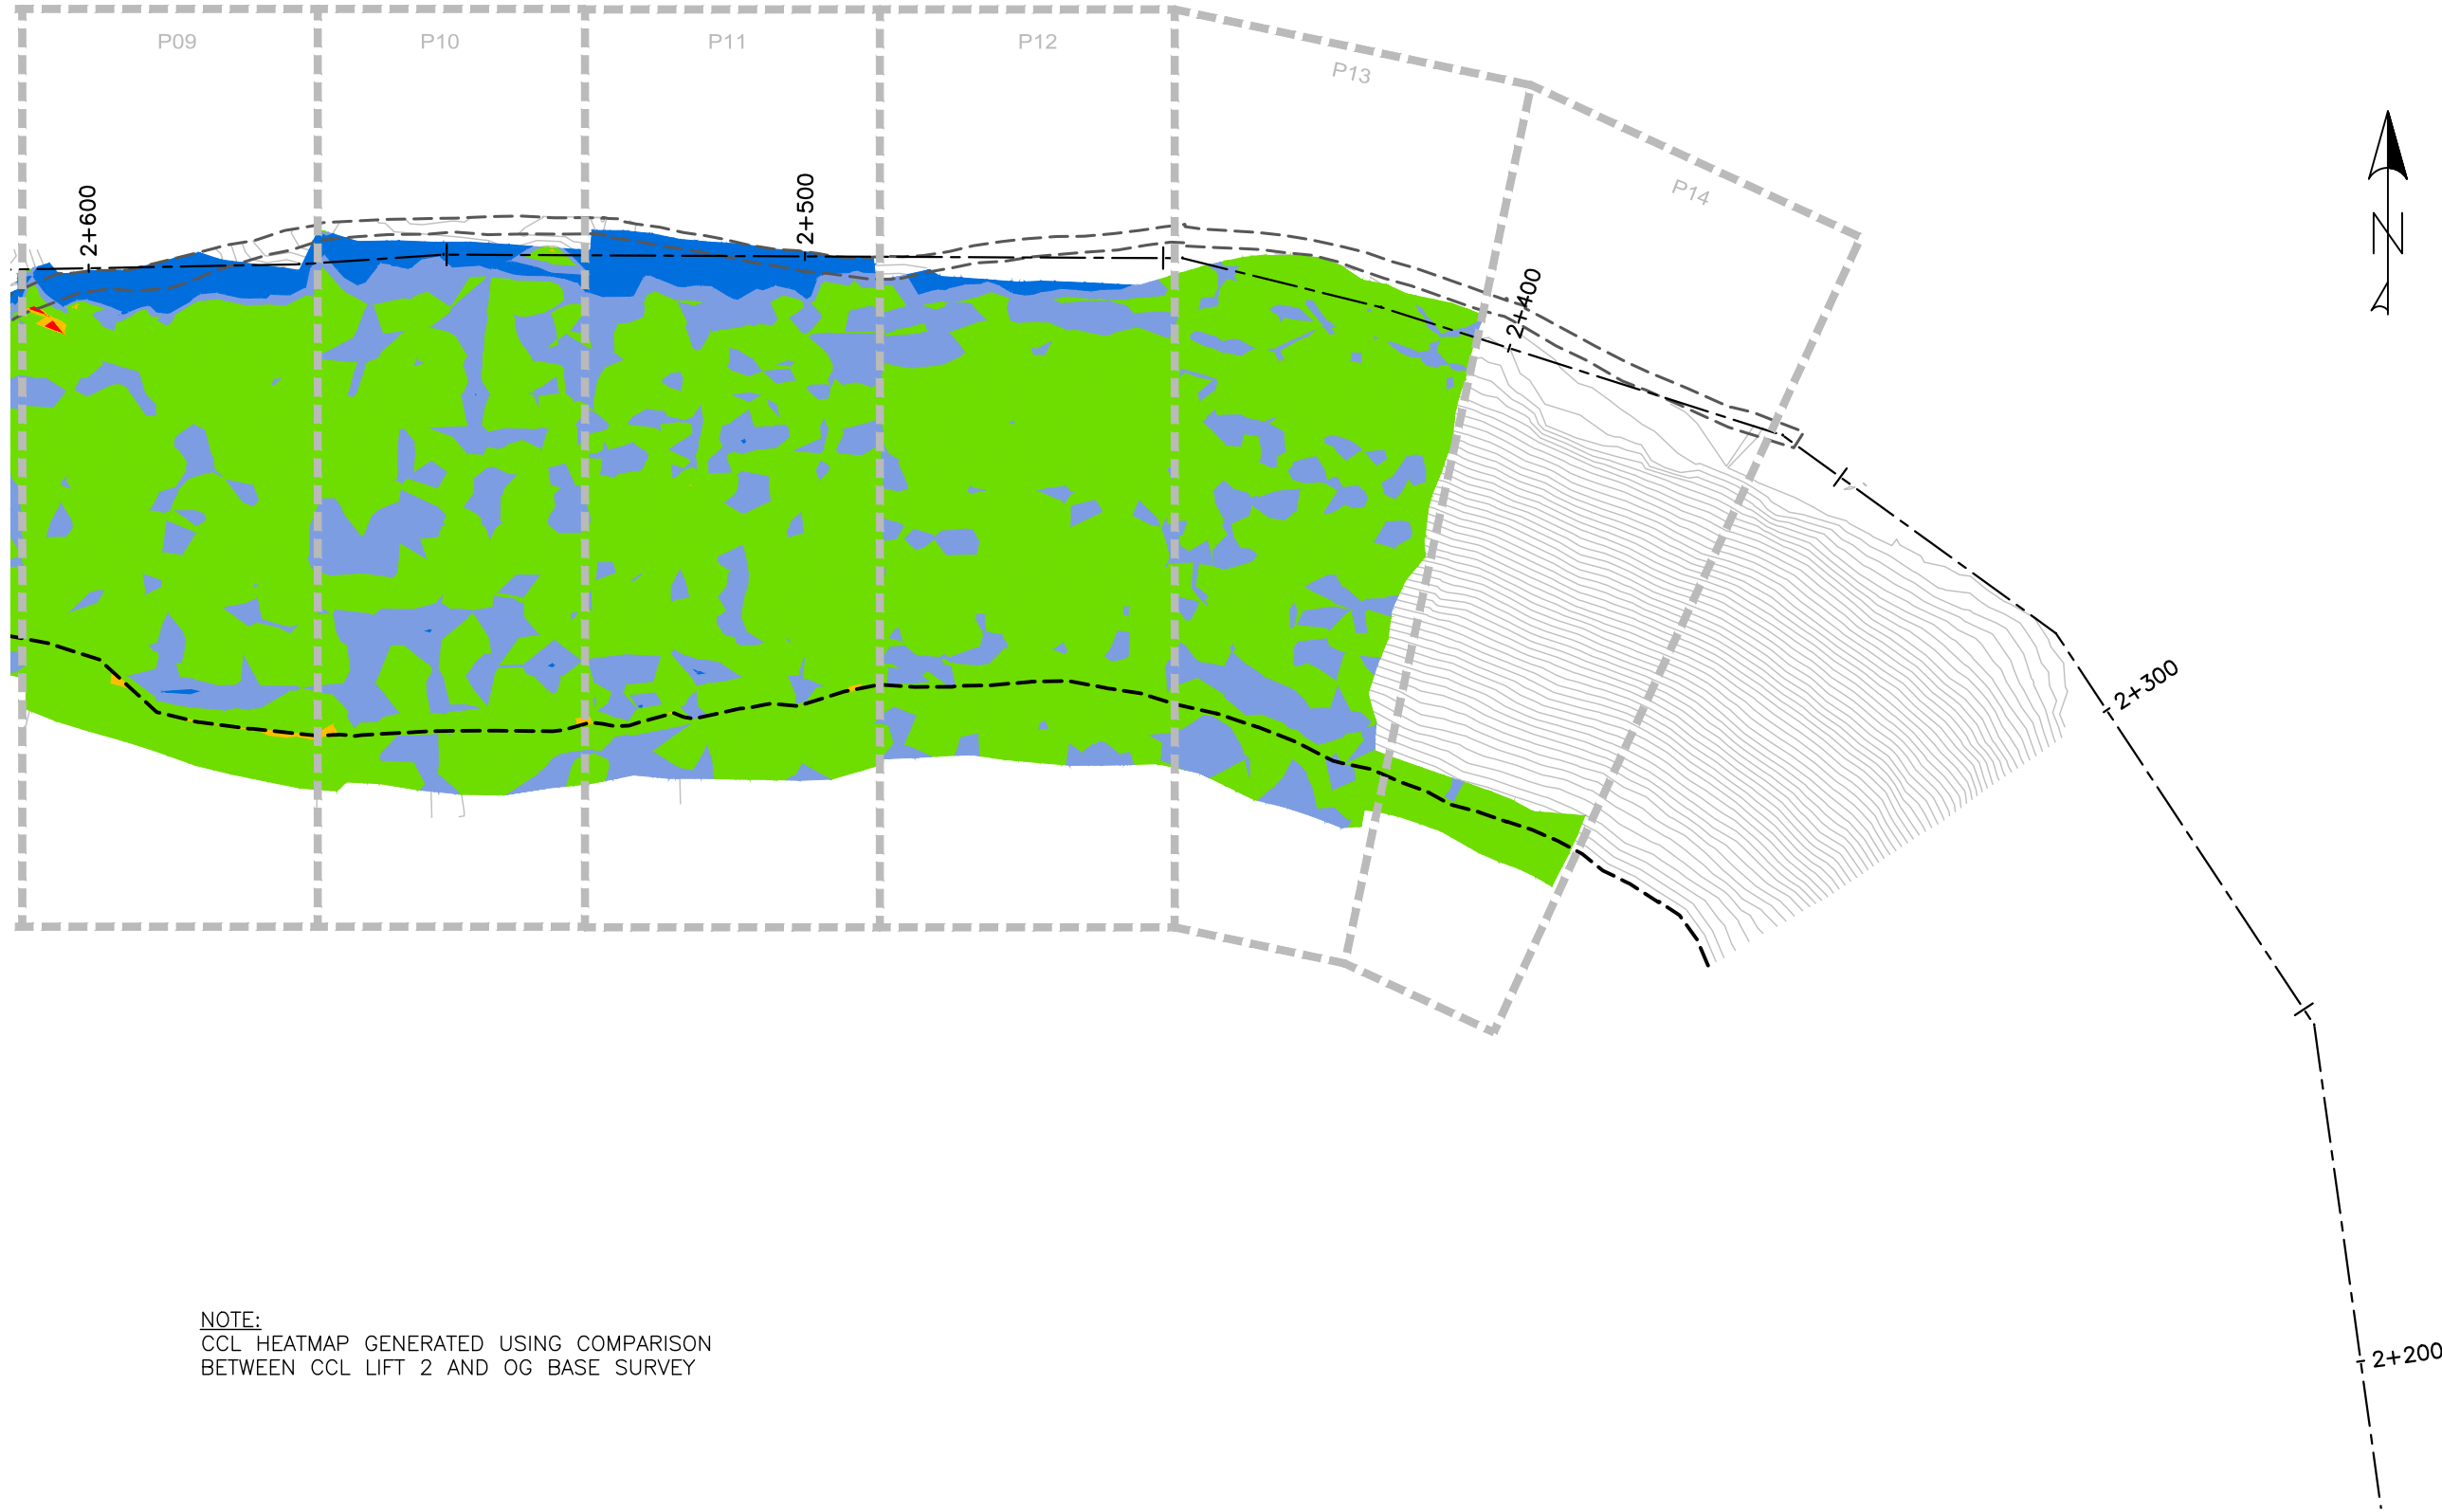 P09
P10
P11
P12
P13
P14
2+600
2+500
2+400
N
2+300
2+200
NOTE:
CCL HEATMAP GENERATED USING COMPARISON
BETWEEN CCL LIFT 2 AND OG BASE SURVEY